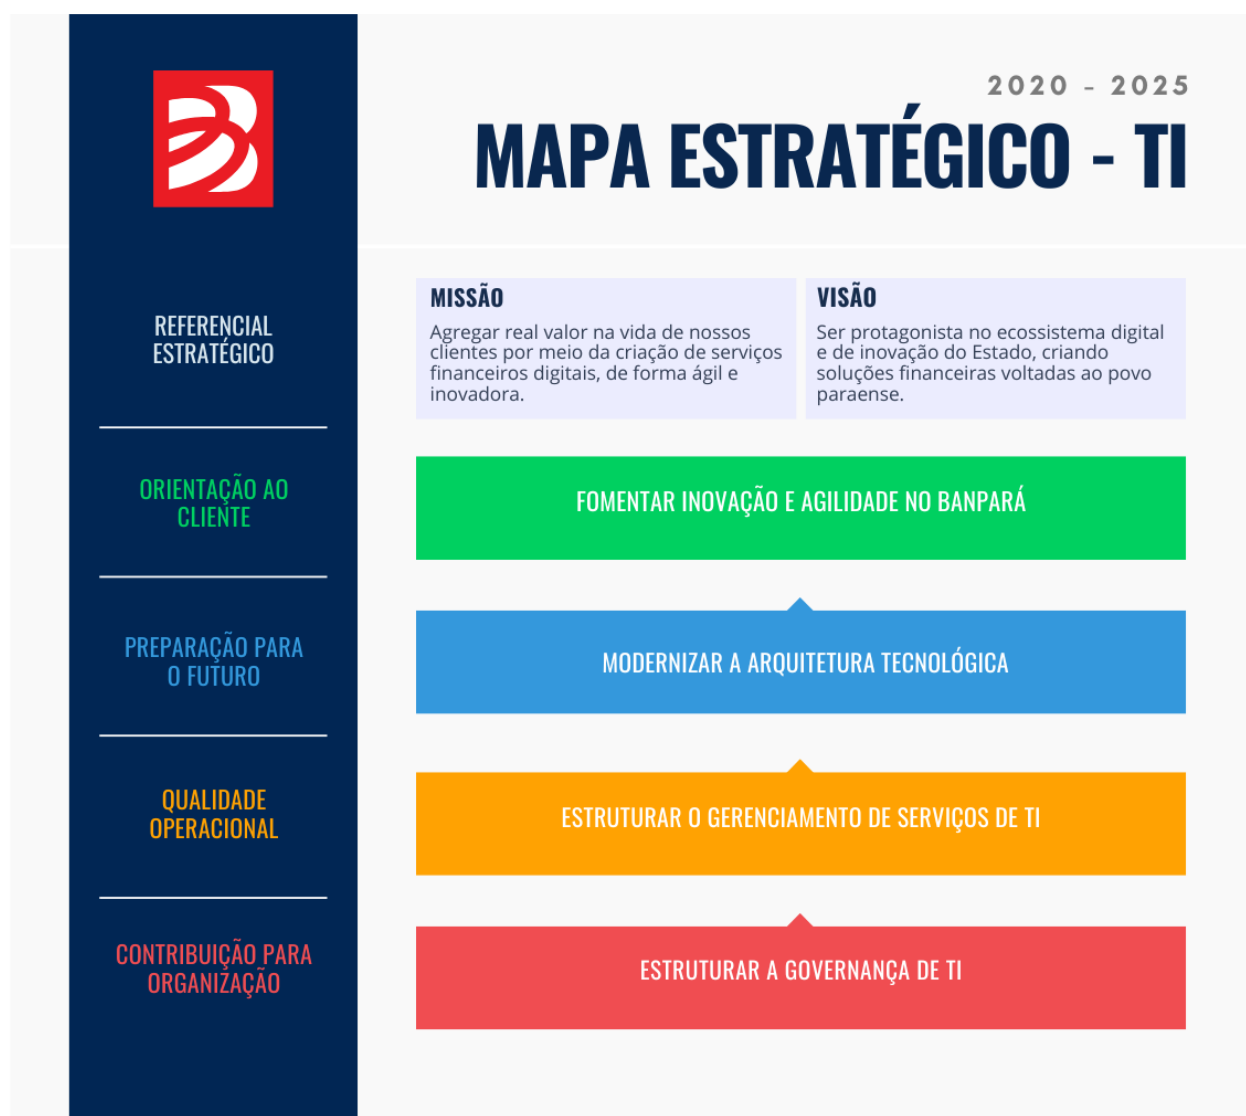 2020 - 2025
MAPA ESTRATÉGICO - TI
REFERENCIAL
ESTRATÉGICO
MISSÃO
Agregar real valor na vida de nossos
clientes por meio da criação de serviços
financeiros digitais, de forma ágil e
inovadora.
VISÃO
Ser protagonista no ecossistema digital
e de inovação do Estado, criando
soluções financeiras voltadas ao povo
paraense.
ORIENTAÇÃO AO
CLIENTE
FOMENTAR INOVAÇÃO E AGILIDADE NO BANPARÁ
PREPARAÇÃO PARA
O FUTURO
MODERNIZAR A ARQUITETURA TECNOLÓGICA
QUALIDADE
OPERACIONAL
ESTRUTURAR O GERENCIAMENTO DE SERVIÇOS DE TI
CONTRIBUIÇÃO PARA
ORGANIZAÇÃO
ESTRUTURAR A GOVERNANÇA DE TI